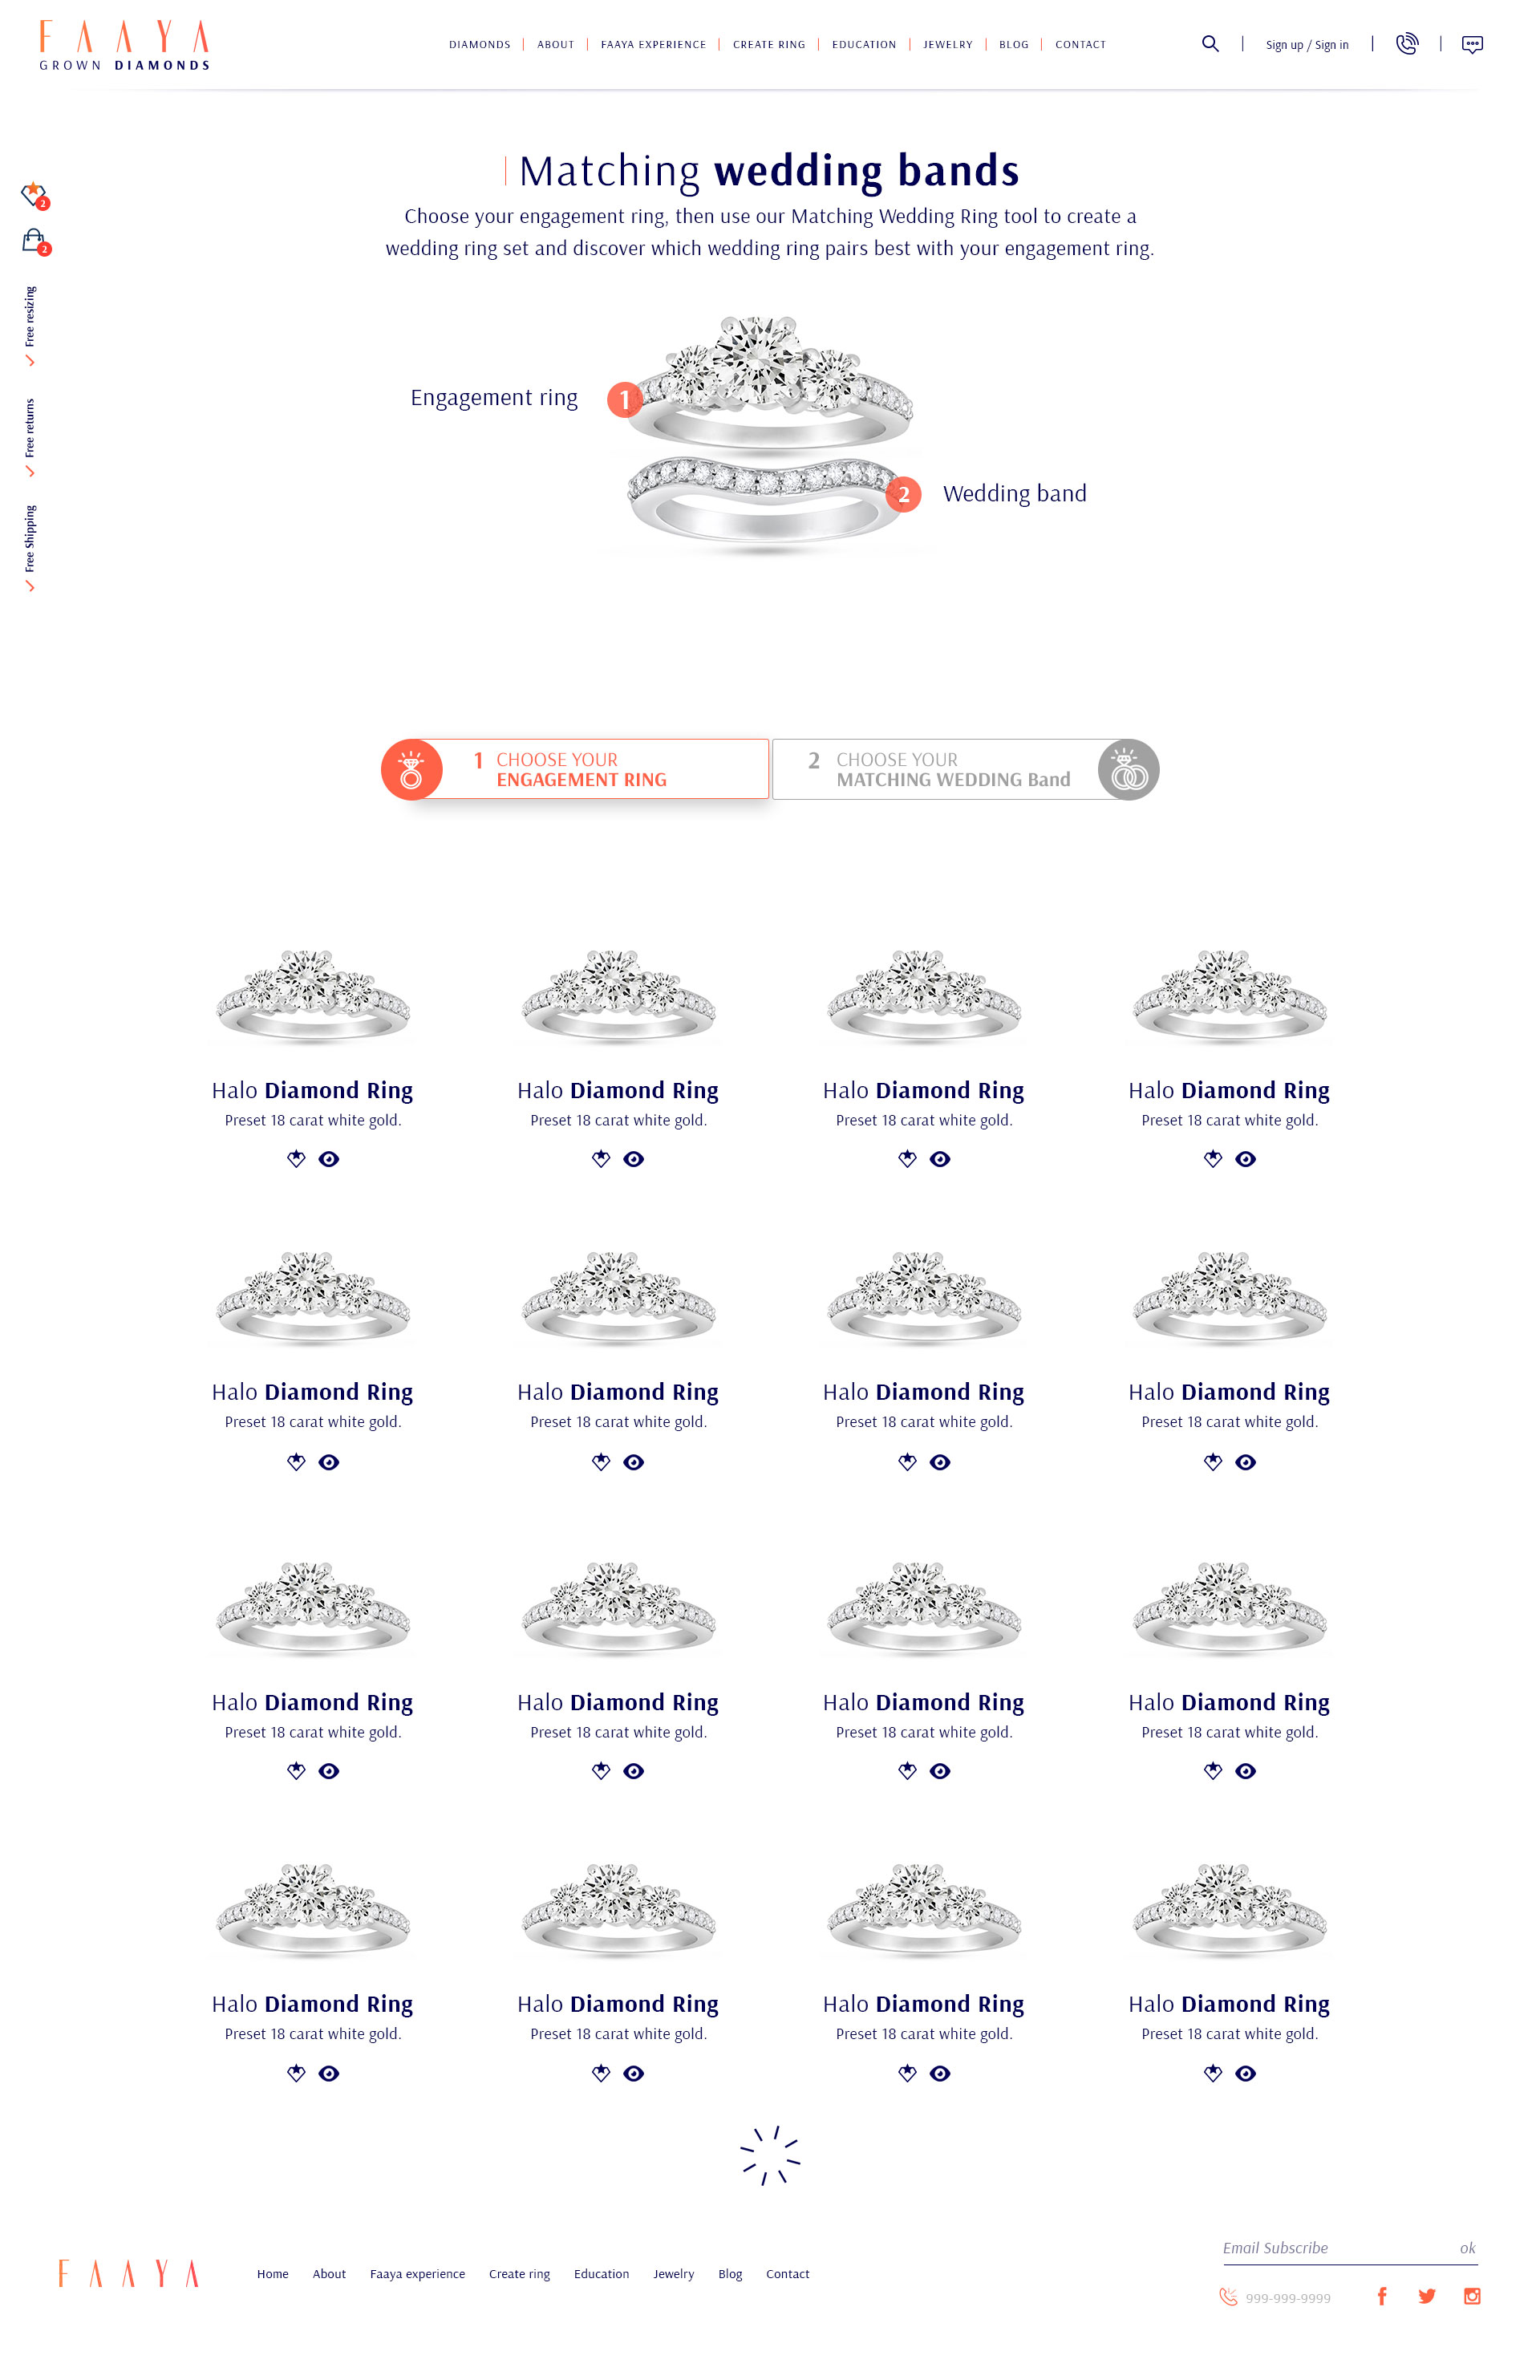 FAAYA
GROWN DIAMONDS
DIAMONDS
ABOUT
FAAYA EXPERIENCE
CREATE RING
EDUCATION
JEWELRY
BLOG
CONTACT
Sign up / Sign in
2
2
Free resizing
Free returns
Free Shipping
Matching wedding bands
Choose your engagement ring, then use our Matching Wedding Ring tool to create a
wedding ring set and discover which wedding ring pairs best with your engagement ring.
Engagement ring
1
2
Wedding band
1 CHOOSE YOUR
ENGAGEMENT RING
2 CHOOSE YOUR
MATCHING WEDDING Band
Halo Diamond Ring
Preset 18 carat white gold.
Halo Diamond Ring
Preset 18 carat white gold.
Halo Diamond Ring
Preset 18 carat white gold.
Halo Diamond Ring
Preset 18 carat white gold.
Halo Diamond Ring
Preset 18 carat white gold.
Halo Diamond Ring
Preset 18 carat white gold.
Halo Diamond Ring
Preset 18 carat white gold.
Halo Diamond Ring
Preset 18 carat white gold.
Halo Diamond Ring
Preset 18 carat white gold.
Halo Diamond Ring
Preset 18 carat white gold.
Halo Diamond Ring
Preset 18 carat white gold.
Halo Diamond Ring
Preset 18 carat white gold.
Halo Diamond Ring
Preset 18 carat white gold.
Halo Diamond Ring
Preset 18 carat white gold.
Halo Diamond Ring
Preset 18 carat white gold.
Halo Diamond Ring
Preset 18 carat white gold.
FAAYA
Home
About
Faaya experience
Create ring
Education
Jewelry
Blog
Contact
Email Subscribe
ok
999-999-9999